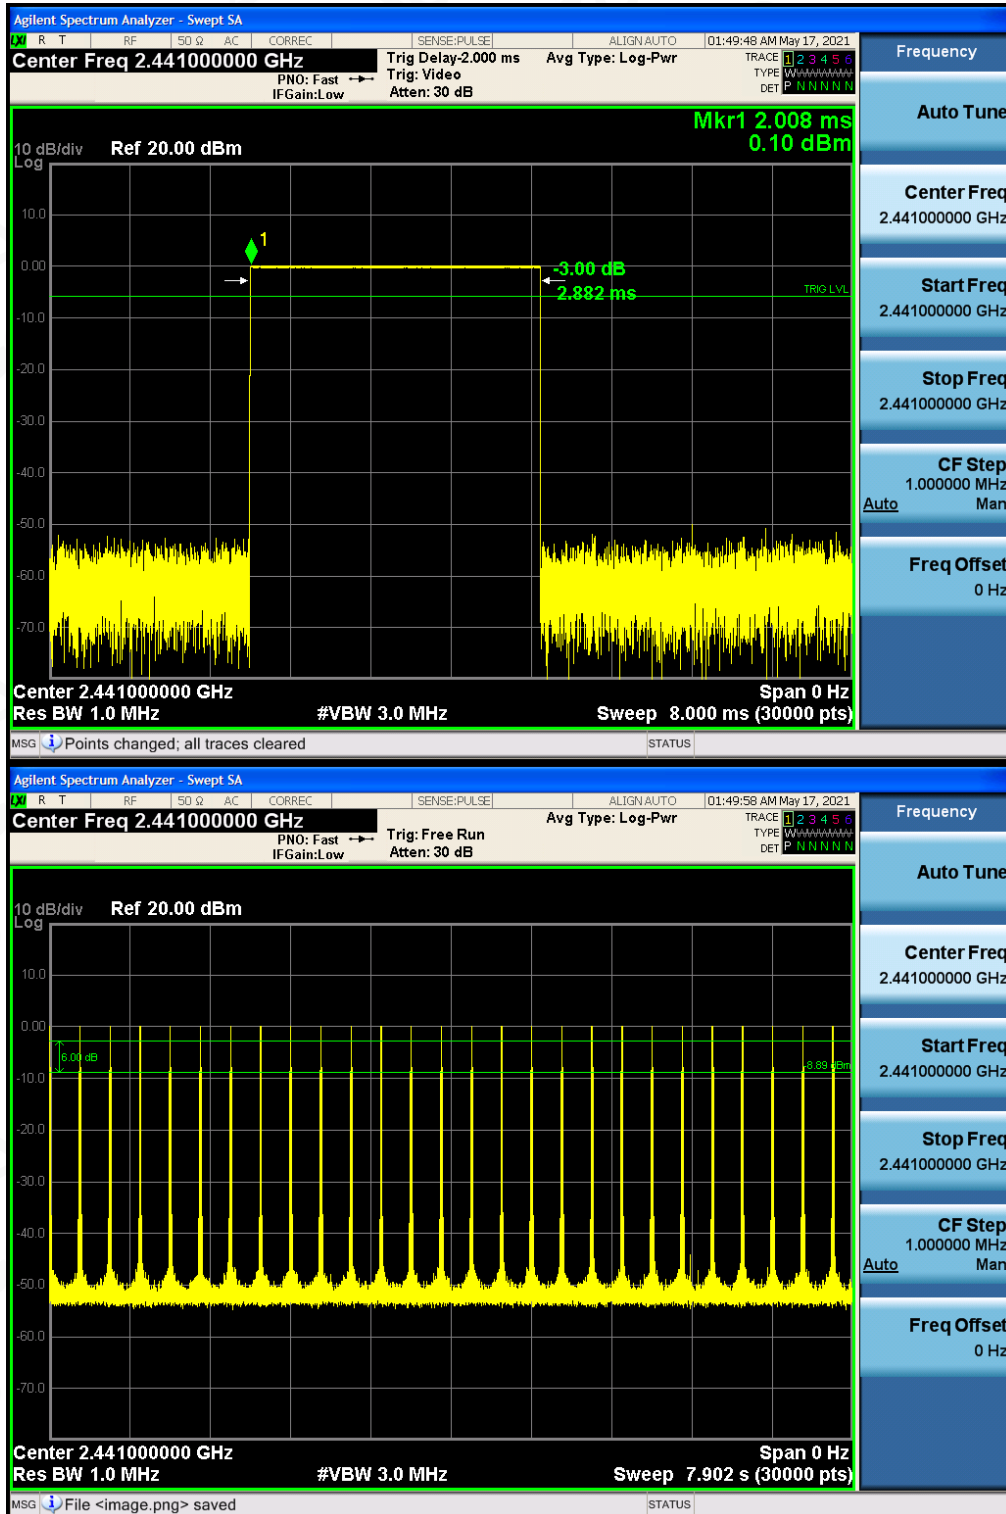 Agilent Spectrum Analyzer - Swept SA
LXI R T RF 50 Ω AC CORREC SENSE:PULSE ALIGN AUTO 01:49:48 AM May 17, 2021
Center Freq 2.441000000 GHz
PNO: Fast
IFGain:Low
Trig Delay-2.000 ms
Trig: Video
Atten: 30 dB
Avg Type: Log-Pwr
TRACE 1 2 3 4 5 6
TYPE W
DET P N N N N N
Mkr1 2.008 ms
0.10 dBm
10 dB/div
Log
Ref 20.00 dBm
10.0
1
0.00
-3.00 dB
2.882 ms
TRIG LVL
-10.0
-20.0
-30.0
-40.0
-50.0
-60.0
-70.0
Center 2.441000000 GHz Span 0 Hz
Res BW 1.0 MHz #VBW 3.0 MHz Sweep 8.000 ms (30000 pts)
MSG Points changed; all traces cleared STATUS
Frequency
Auto Tune
Center Freq
2.441000000 GHz
Start Freq
2.441000000 GHz
Stop Freq
2.441000000 GHz
CF Step
1.000000 MHz
Auto Man
Freq Offset
0 Hz
Agilent Spectrum Analyzer - Swept SA
LXI R T RF 50 Ω AC CORREC SENSE:PULSE ALIGN AUTO 01:49:58 AM May 17, 2021
Center Freq 2.441000000 GHz
PNO: Fast
IFGain:Low
Trig: Free Run
Atten: 30 dB
Avg Type: Log-Pwr
TRACE 1 2 3 4 5 6
TYPE W
DET P N N N N N
10 dB/div
Log
Ref 20.00 dBm
10.0
0.00
6.00 dB
-8.89 dBm
-10.0
-20.0
-30.0
-40.0
-50.0
-60.0
-70.0
Center 2.441000000 GHz Span 0 Hz
Res BW 1.0 MHz #VBW 3.0 MHz Sweep 7.902 s (30000 pts)
MSG File <image.png> saved STATUS
Frequency
Auto Tune
Center Freq
2.441000000 GHz
Start Freq
2.441000000 GHz
Stop Freq
2.441000000 GHz
CF Step
1.000000 MHz
Auto Man
Freq Offset
0 Hz